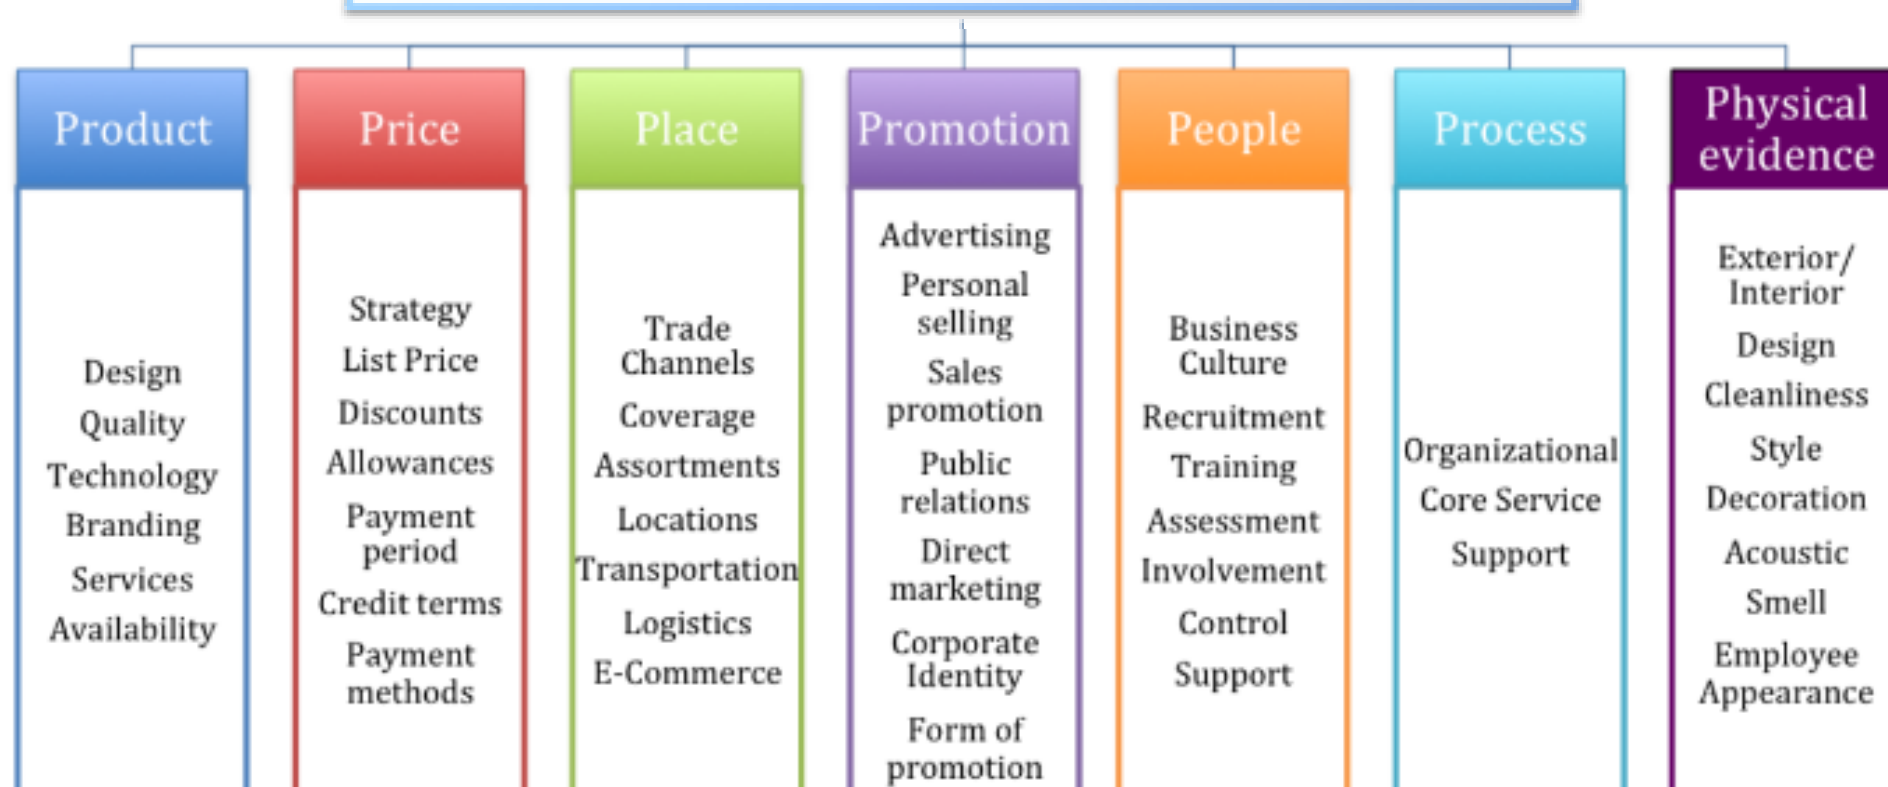 Product
Design
Quality
Technology
Branding
Services
Availability
Price
Strategy
List Price
Discounts
Allowances
Payment
period
Credit terms
Payment
methods
Place
Trade
Channels
Coverage
Assortments
Locations
Transportation
Logistics
E-Commerce
Promotion
Advertising
Personal
selling
Sales
promotion
Public
relations
Direct
marketing
Corporate
Identity
Form of
promotion
People
Business
Culture
Recruitment
Training
Assessment
Involvement
Control
Support
Process
Organizational
Core Service
Support
Physical
evidence
Exterior/
Interior
Design
Cleanliness
Style
Decoration
Acoustic
Smell
Employee
Appearance